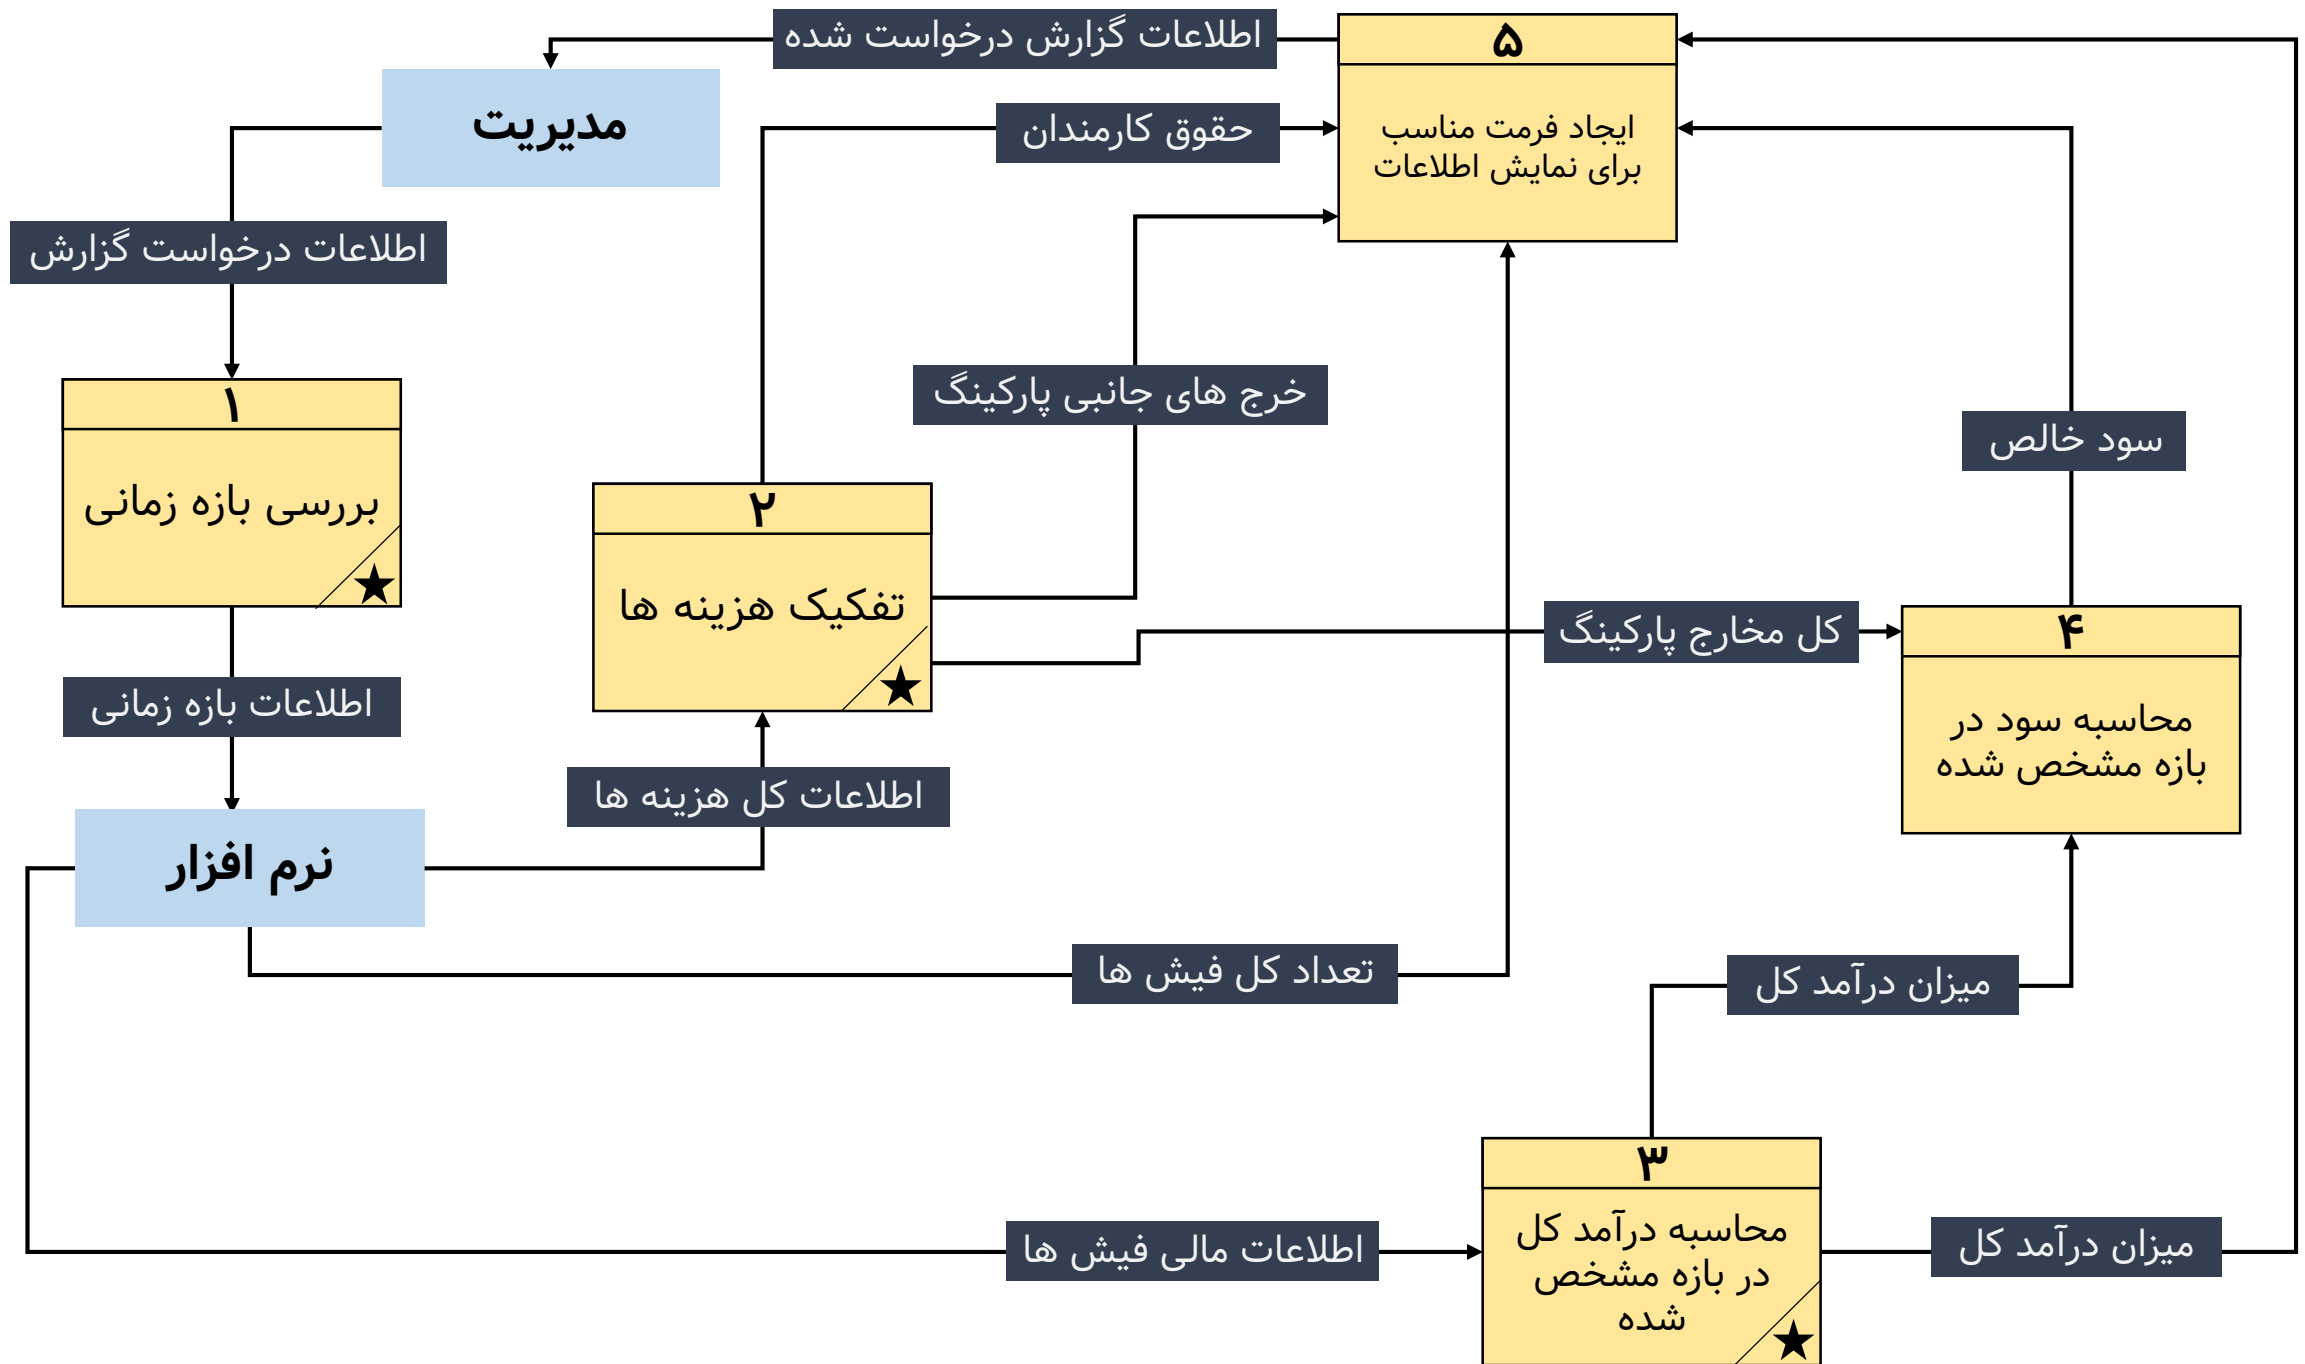 اطلاعات گزارش درخواست شده
۵
ایجاد فرمت مناسب
برای نمایش اطلاعات
مدیریت
حقوق کارمندان
اطلاعات درخواست گزارش
خرج های جانبی پارکینگ
۱
بررسی بازه زمانی
سود خالص
۲
تفکیک هزینه ها
کل مخارج پارکینگ
۴
محاسبه سود در
بازه مشخص شده
اطلاعات بازه زمانی
اطلاعات کل هزینه ها
نرم افزار
تعداد کل فیش ها
میزان درآمد کل
۳
محاسبه درآمد کل
در بازه مشخص
شده
اطلاعات مالی فیش ها
میزان درآمد کل